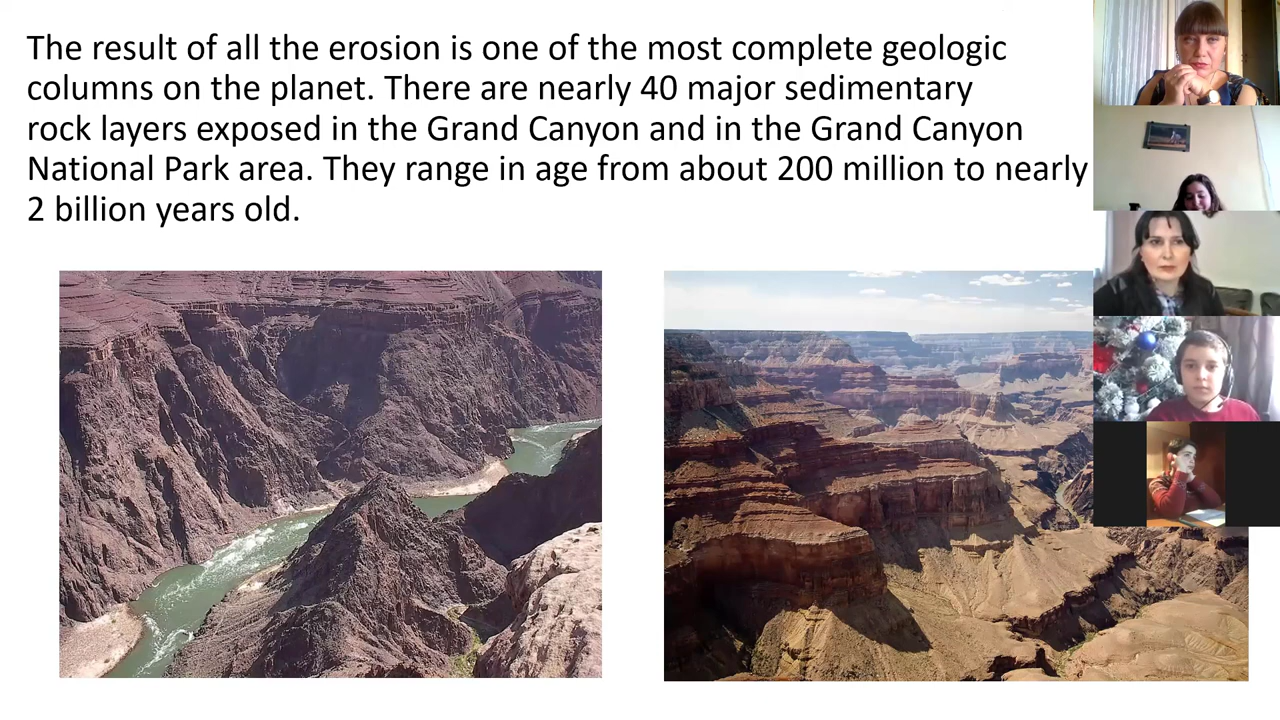 The result of all the erosion is one of the most complete geologic
columns on the planet. There are nearly 40 major sedimentary
rock layers exposed in the Grand Canyon and in the Grand Canyon
National Park area. They range in age from about 200 million to nearly
2 billion years old.